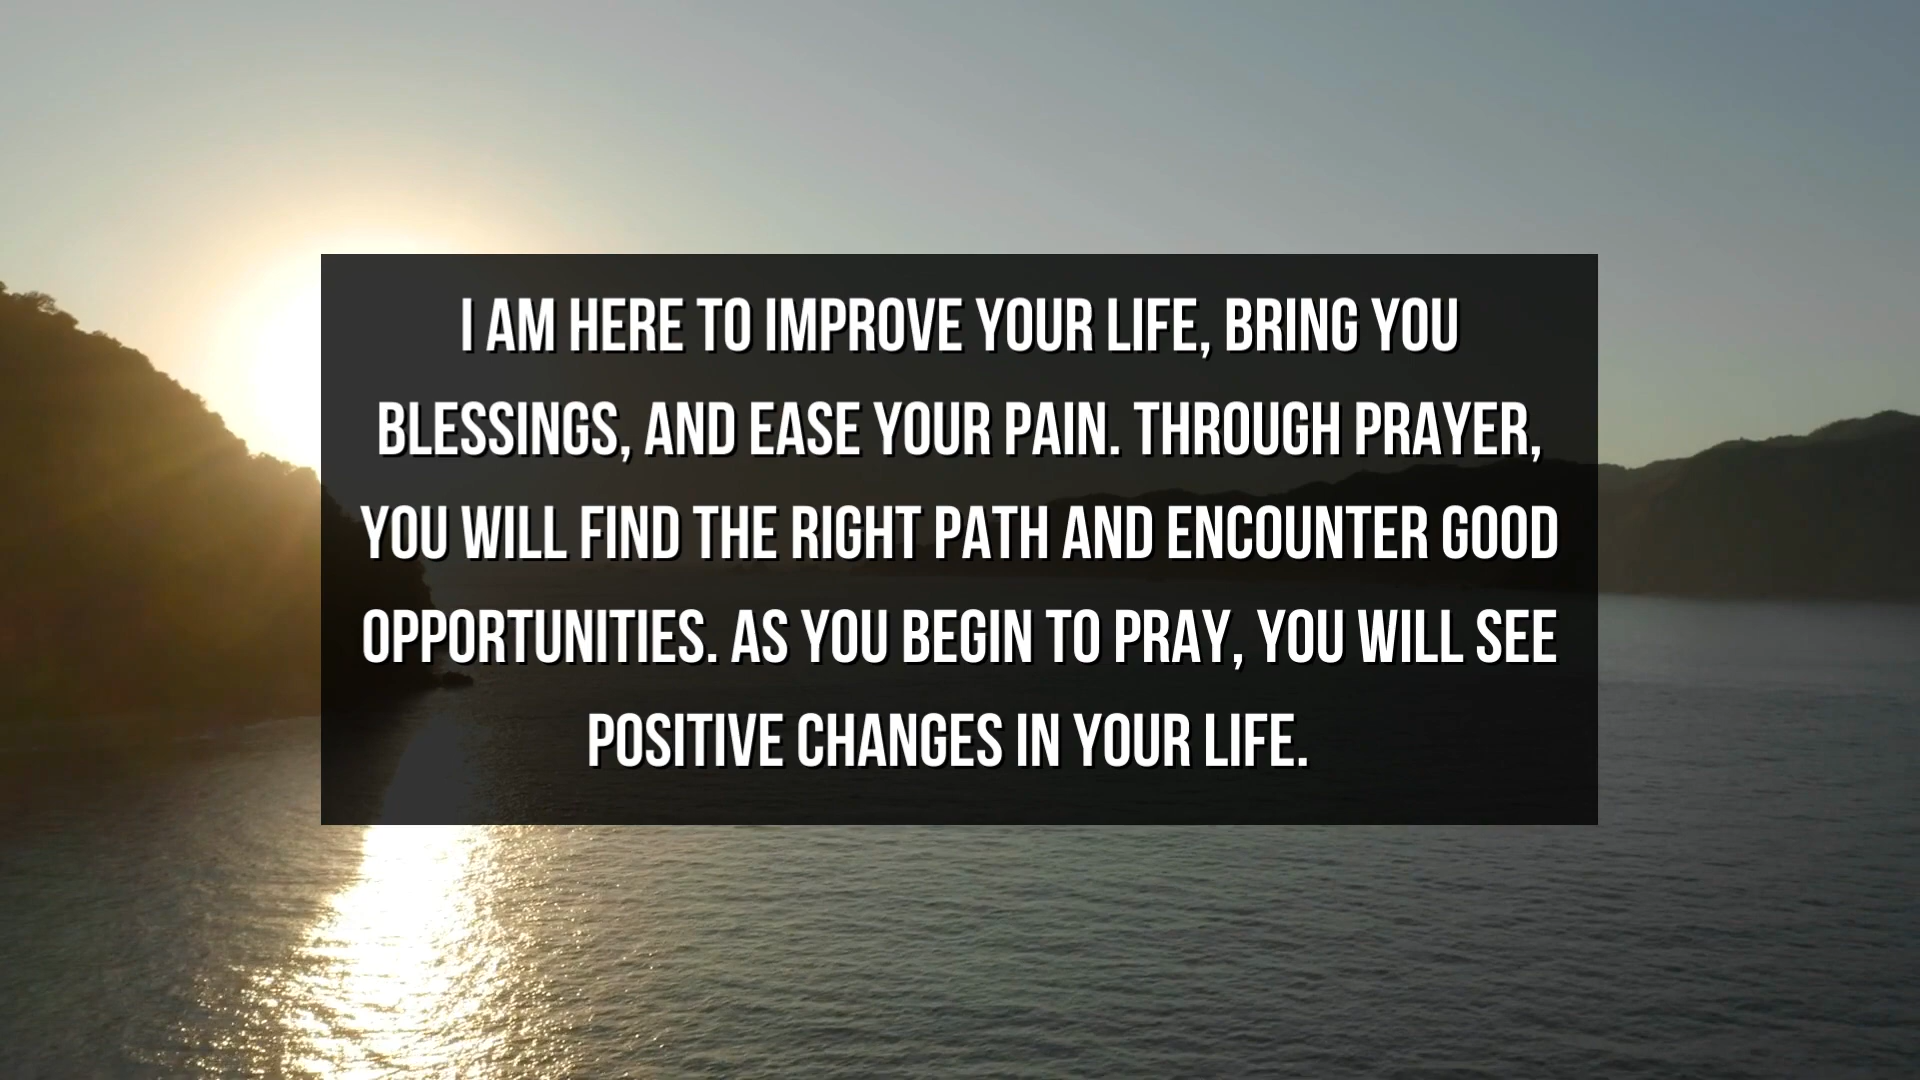 I AM HERE TO IMPROVE YOUR LIFE, BRING YOU
BLESSINGS, AND EASE YOUR PAIN. THROUGH PRAYER,
YOU WILL FIND THE RIGHT PATH AND ENCOUNTER GOOD
OPPORTUNITIES. AS YOU BEGIN TO PRAY, YOU WILL SEE
POSITIVE CHANGES IN YOUR LIFE.